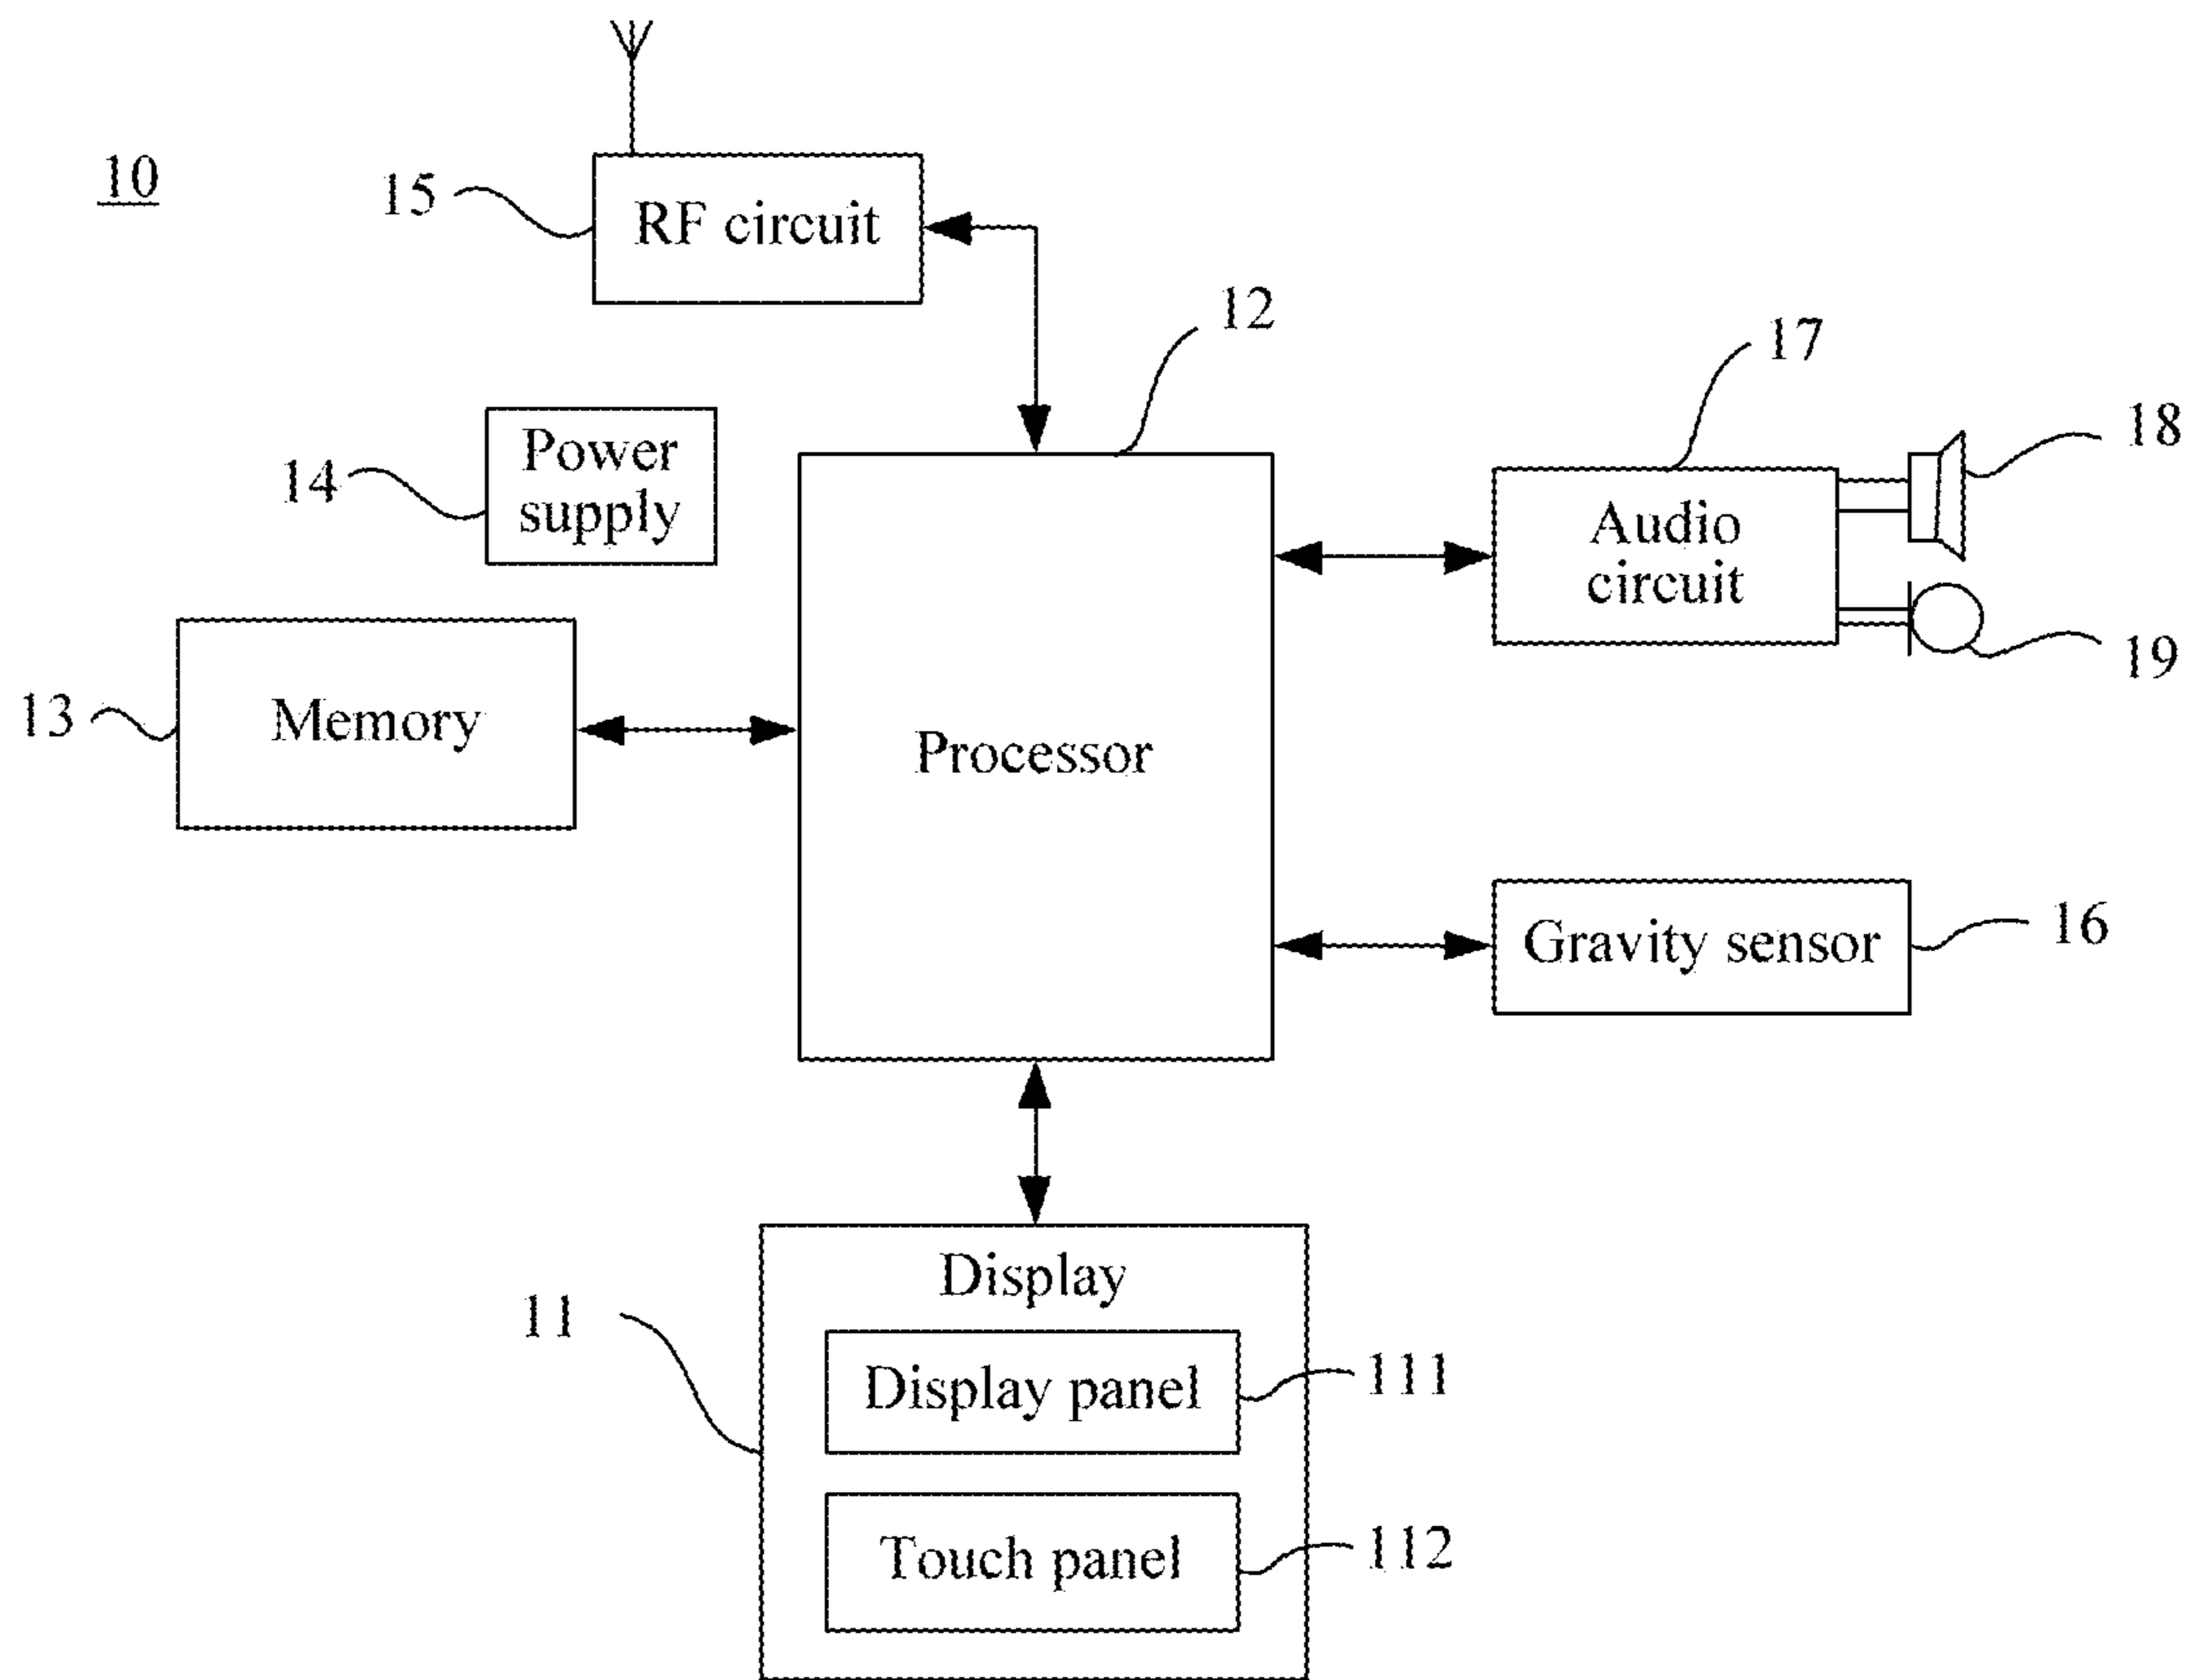 10
15
RF circuit
12
17
18
14
Power
supply
Audio
circuit
19
13
Memory
Processor
16
Gravity sensor
11
Display
Display panel
111
Touch panel
112